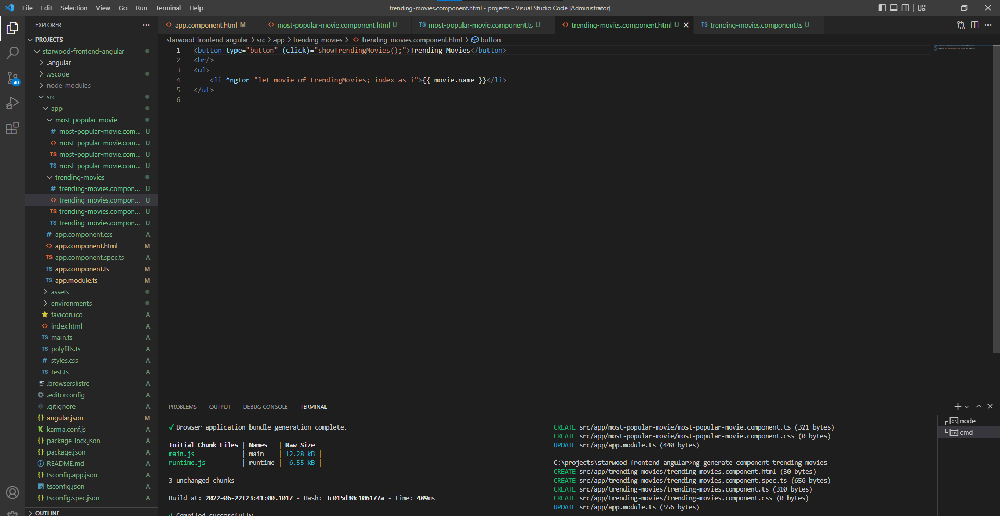 File Edit Selection View Go Run Terminal Help
trending-movies.component.html - projects - Visual Studio Code [Administrator]
EXPLORER
PROJECTS
starwood-frontend-angular
.angular
.vscode
node_modules
src
app
most-popular-movie
# most-popular-movie.com... U
<> most-popular-movie.com... U
TS most-popular-movie.com... U
TS most-popular-movie.com... U
trending-movies
# trending-movies.compon... U
<> trending-movies.compon... U
TS trending-movies.compon... U
TS trending-movies.compon... U
# app.component.css A
<> app.component.html M
TS app.component.spec.ts A
TS app.component.ts M
TS app.module.ts M
assets
environments
favicon.ico A
<> index.html A
TS main.ts A
TS polyfills.ts A
# styles.css A
TS test.ts A
.browserslistrc A
.editorconfig A
.gitignore A
{} angular.json M
karma.conf.js A
{} package-lock.json A
{} package.json A
README.md A
{} tsconfig.app.json A
TS tsconfig.json A
{} tsconfig.spec.json A
OUTLINE
40
<> app.component.html M
<> most-popular-movie.component.html U
TS most-popular-movie.component.ts U
<> trending-movies.component.html U
TS trending-movies.component.ts U
starwood-frontend-angular > src > app > trending-movies > <> trending-movies.component.html > button
1 <button type="button" (click)="showTrendingMovies();">Trending Movies</button>
2 <br/>
3 <ul>
4 <li *ngFor="let movie of trendingMovies; index as i">{{ movie.name }}</li>
5 </ul>
6
PROBLEMS OUTPUT DEBUG CONSOLE TERMINAL
✓ Browser application bundle generation complete.
Initial Chunk Files | Names | Raw Size
main.js | main | 12.28 kB |
runtime.js | runtime | 6.55 kB |
3 unchanged chunks
Build at: 2022-06-22T23:41:00.101Z - Hash: 3c015d30c106177a - Time: 489ms
✓ Compiled successfully
CREATE src/app/most-popular-movie/most-popular-movie.component.ts (321 bytes)
CREATE src/app/most-popular-movie/most-popular-movie.component.css (0 bytes)
UPDATE src/app/app.module.ts (440 bytes)
C:\projects\starwood-frontend-angular>ng generate component trending-movies
CREATE src/app/trending-movies/trending-movies.component.html (30 bytes)
CREATE src/app/trending-movies/trending-movies.component.spec.ts (656 bytes)
CREATE src/app/trending-movies/trending-movies.component.ts (310 bytes)
CREATE src/app/trending-movies/trending-movies.component.css (0 bytes)
UPDATE src/app/app.module.ts (556 bytes)
node
cmd